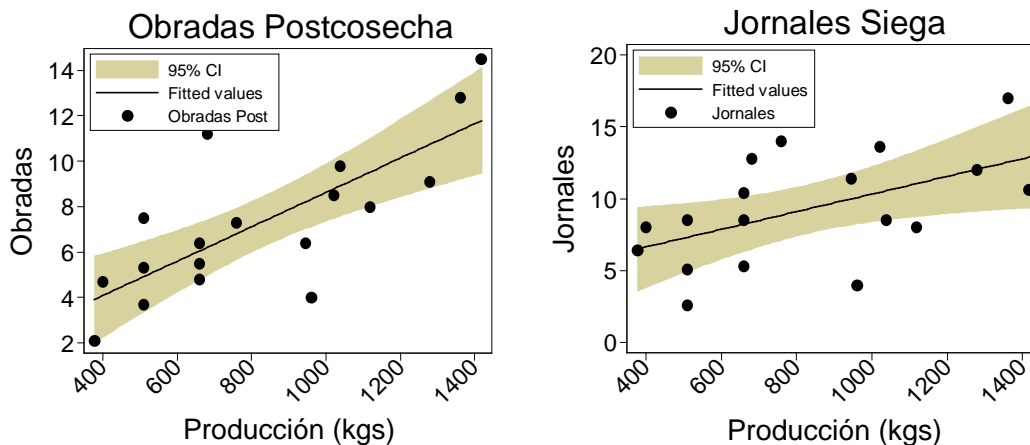 Obradas Postcosecha
14
12
10
8
6
4
2
Obradas
95% CI
Fitted values
Obradas Post
400
600
800
1000
1200
1400
Producción (kgs)
Jornales Siega
20
15
10
5
0
Jornales
95% CI
Fitted values
Jornales
400
600
800
1000
1200
1400
Producción (kgs)